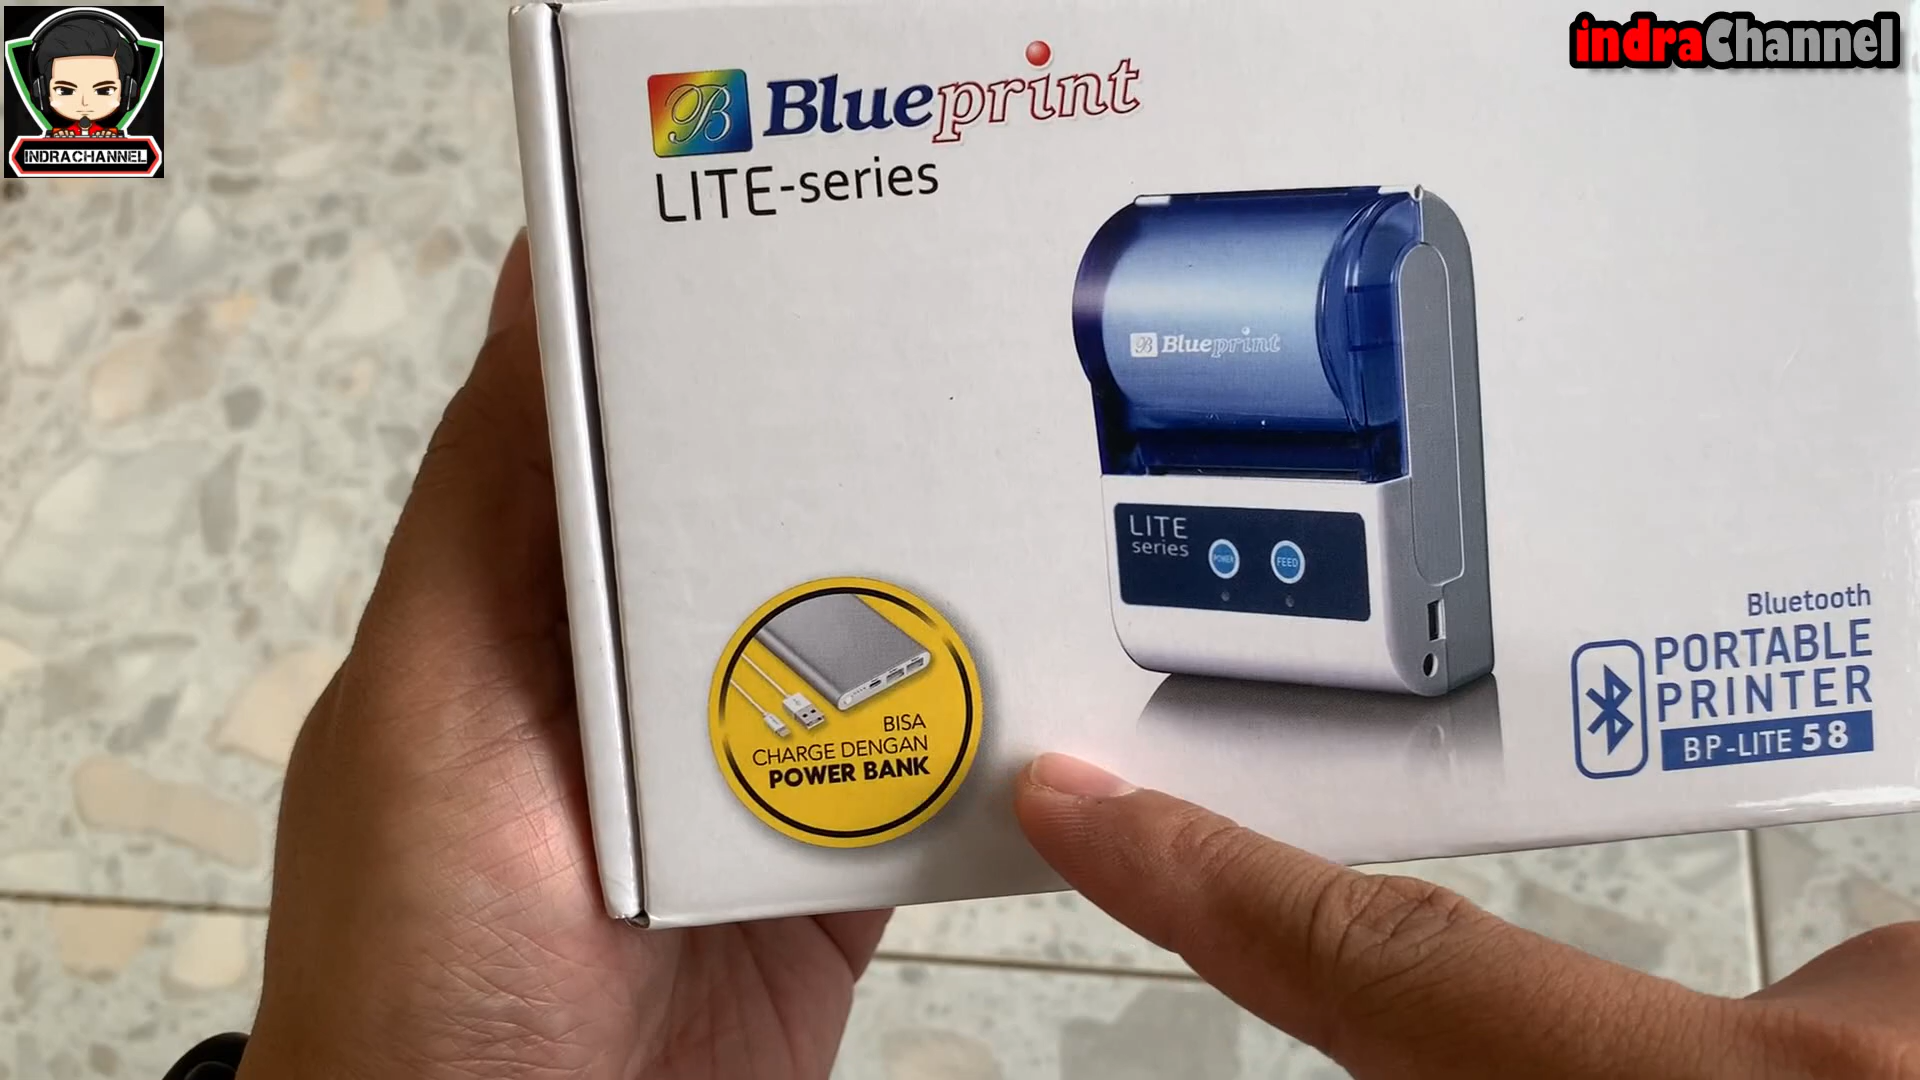 INDRACHANNEL
indraChannel
B Blueprint
LITE-series
B Blueprint
LITE
series
POWER
FEED
BISA
CHARGE DENGAN
POWER BANK
Bluetooth
PORTABLE
PRINTER
BP-LITE 58